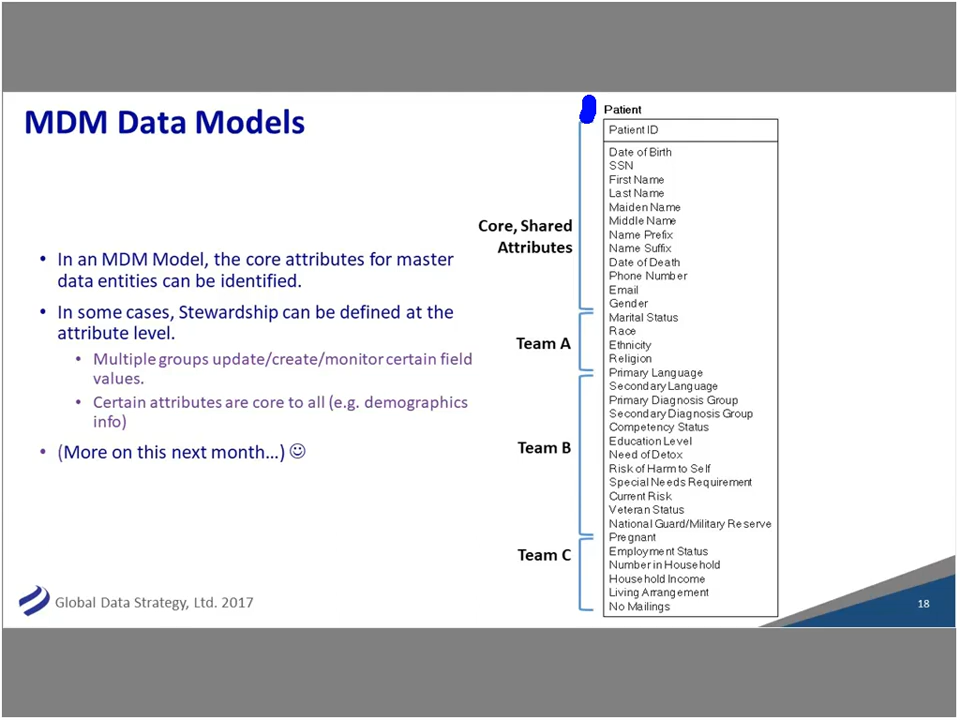 MDM Data Models
• In an MDM Model, the core attributes for master
data entities can be identified.
• In some cases, Stewardship can be defined at the
attribute level.
• Multiple groups update/create/monitor certain field
values.
• Certain attributes are core to all (e.g. demographics
info)
• (More on this next month...) ☺
Core, Shared
Attributes
Team A
Team B
Team C
Patient
Patient ID
Date of Birth
SSN
First Name
Last Name
Maiden Name
Middle Name
Name Prefix
Name Suffix
Date of Death
Phone Number
Email
Gender
Marital Status
Race
Ethnicity
Religion
Primary Language
Secondary Language
Primary Diagnosis Group
Secondary Diagnosis Group
Competency Status
Education Level
Need of Detox
Risk of Harm to Self
Special Needs Requirement
Current Risk
Veteran Status
National Guard/Military Reserve
Pregnant
Employment Status
Number in Household
Household Income
Living Arrangement
No Mailings
Global Data Strategy, Ltd. 2017
18